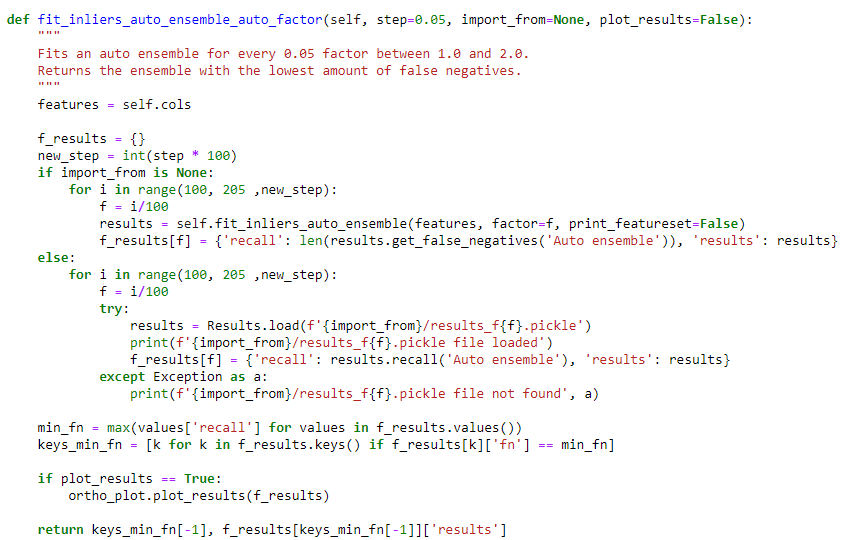 def fit_inliers_auto_ensemble_auto_factor(self, step=0.05, import_from=None, plot_results=False):
    """
    Fits an auto ensemble for every 0.05 factor between 1.0 and 2.0.
    Returns the ensemble with the lowest amount of false negatives.
    """
    features = self.cols

    f_results = {}
    new_step = int(step * 100)
    if import_from is None:
        for i in range(100, 205 ,new_step):
            f = i/100
            results = self.fit_inliers_auto_ensemble(features, factor=f, print_featureset=False)
            f_results[f] = {'recall': len(results.get_false_negatives('Auto ensemble')), 'results': results}
    else:
        for i in range(100, 205 ,new_step):
            f = i/100
            try:
                results = Results.load(f'{import_from}/results_f{f}.pickle')
                print(f'{import_from}/results_f{f}.pickle file loaded')
                f_results[f] = {'recall': results.recall('Auto ensemble'), 'results': results}
            except Exception as a:
                print(f'{import_from}/results_f{f}.pickle file not found', a)

    min_fn = max(values['recall'] for values in f_results.values())
    keys_min_fn = [k for k in f_results.keys() if f_results[k]['fn'] == min_fn]

    if plot_results == True:
        ortho_plot.plot_results(f_results)

    return keys_min_fn[-1], f_results[keys_min_fn[-1]]['results']